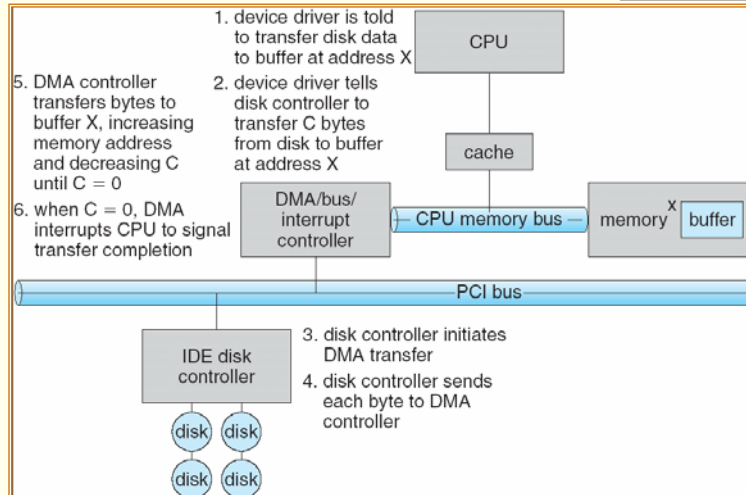 1. device driver is told
to transfer disk data
to buffer at address X
CPU
5. DMA controller
transfers bytes to
buffer X, increasing
memory address
and decreasing C
until C = 0
2. device driver tells
disk controller to
transfer C bytes
from disk to buffer
at address X
cache
6. when C = 0, DMA
interrupts CPU to signal
transfer completion
DMA/bus/
interrupt
controller
CPU memory bus
memory
X
buffer
PCI bus
IDE disk
controller
3. disk controller initiates
DMA transfer
4. disk controller sends
each byte to DMA
controller
disk
disk
disk
disk